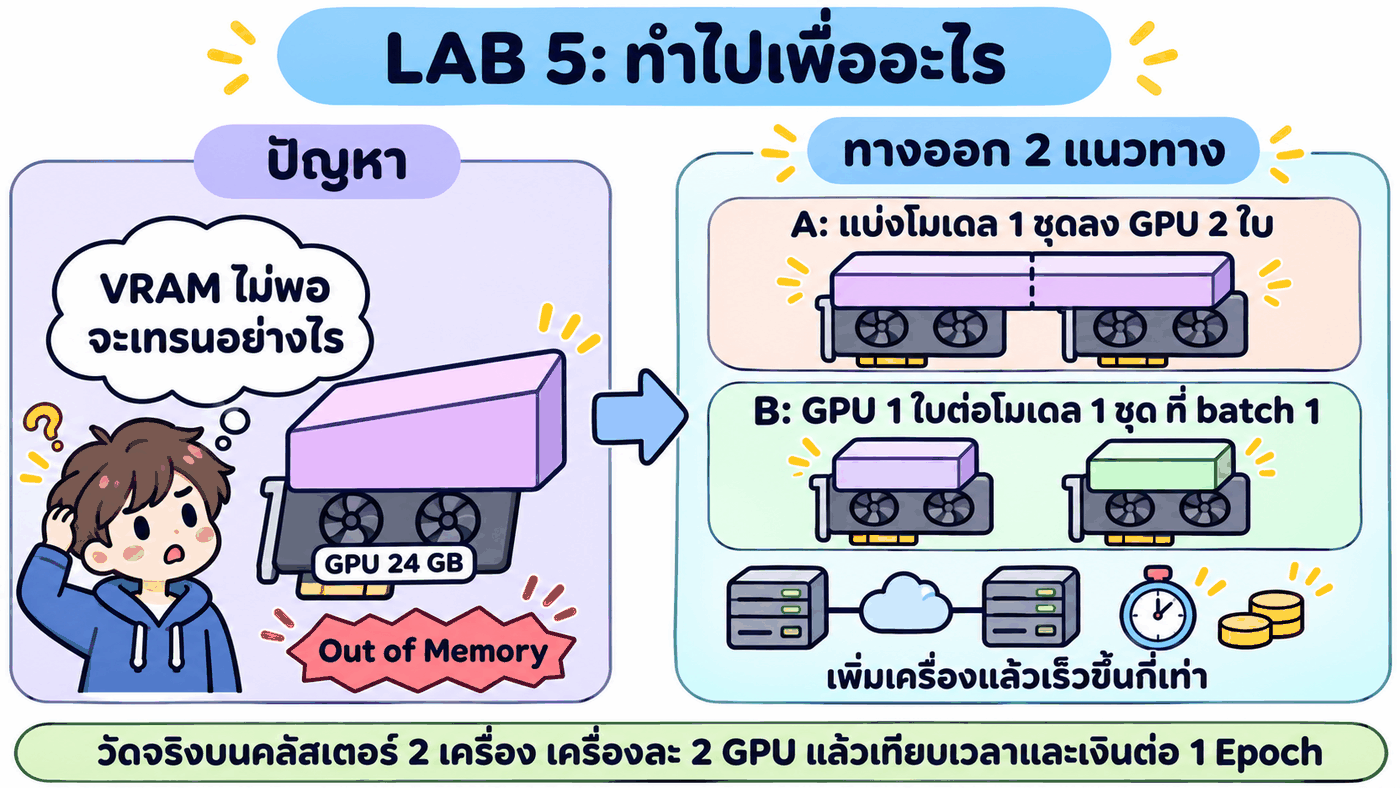 LAB 5: ทำไปเพื่ออะไร
ปัญหา
VRAM ไม่พอ
จะเทรนอย่างไร
GPU 24 GB
Out of Memory
ทางออก 2 แนวทาง
A: แบ่งโมเดล 1 ชุดลง GPU 2 ใบ
B: GPU 1 ใบต่อโมเดล 1 ชุด ที่ batch 1
เพิ่มเครื่องแล้วเร็วขึ้นกี่เท่า
วัดจริงบนคลัสเตอร์ 2 เครื่อง เครื่องละ 2 GPU แล้วเทียบเวลาและเงินต่อ 1 Epoch